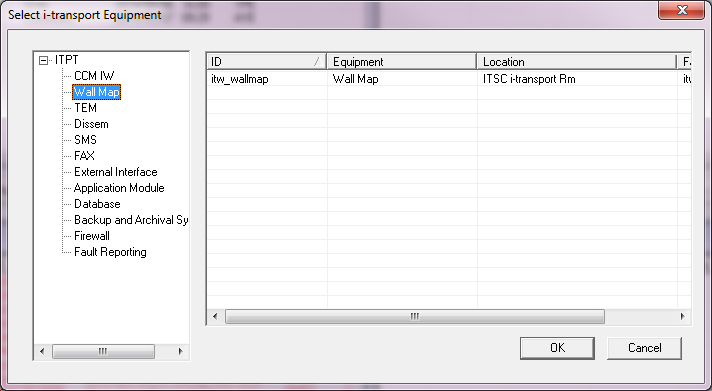 Select i-transport Equipment
ITPT
CCM IW
Wall Map
TEM
Dissem
SMS
FAX
External Interface
Application Module
Database
Backup and Archival Sy
Firewall
Fault Reporting
ID Equipment Location
itw_wallmap Wall Map ITSC i-transport Rm
OK Cancel